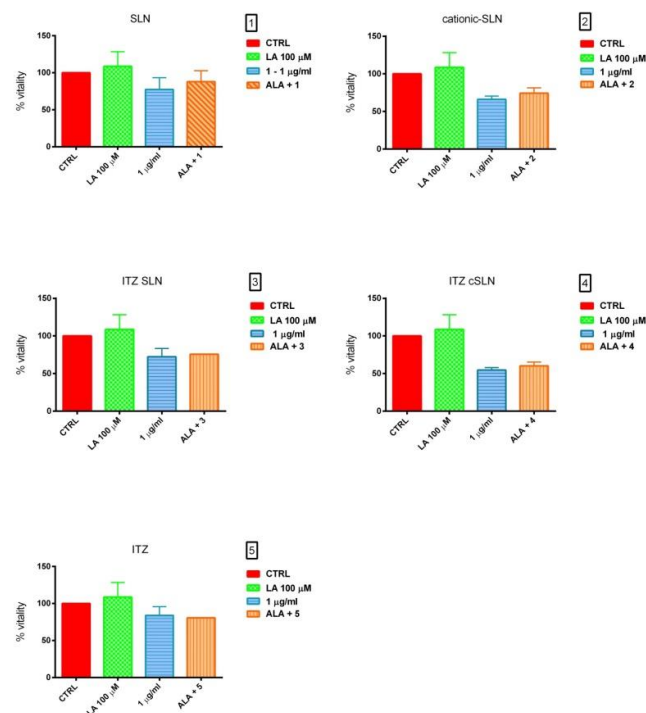 SLN
1
% vitality
150
100
50
0
CTRL
LA 100 μM
1 μg/ml
ALA + 1
CTRL
LA 100 μM
1 - 1 μg/ml
ALA + 1
cationic-SLN
2
% vitality
150
100
50
0
CTRL
LA 100 μM
1 μg/ml
ALA + 2
CTRL
LA 100 μM
1 μg/ml
ALA + 2
ITZ SLN
3
% vitality
150
100
50
0
CTRL
LA 100 μM
1 μg/ml
ALA + 3
CTRL
LA 100 μM
1 μg/ml
ALA + 3
ITZ cSLN
4
% vitality
150
100
50
0
CTRL
LA 100 μM
1 μg/ml
ALA + 4
CTRL
LA 100 μM
1 μg/ml
ALA + 4
ITZ
5
% vitality
150
100
50
0
CTRL
LA 100 μM
1 μg/ml
ALA + 5
CTRL
LA 100 μM
1 μg/ml
ALA + 5